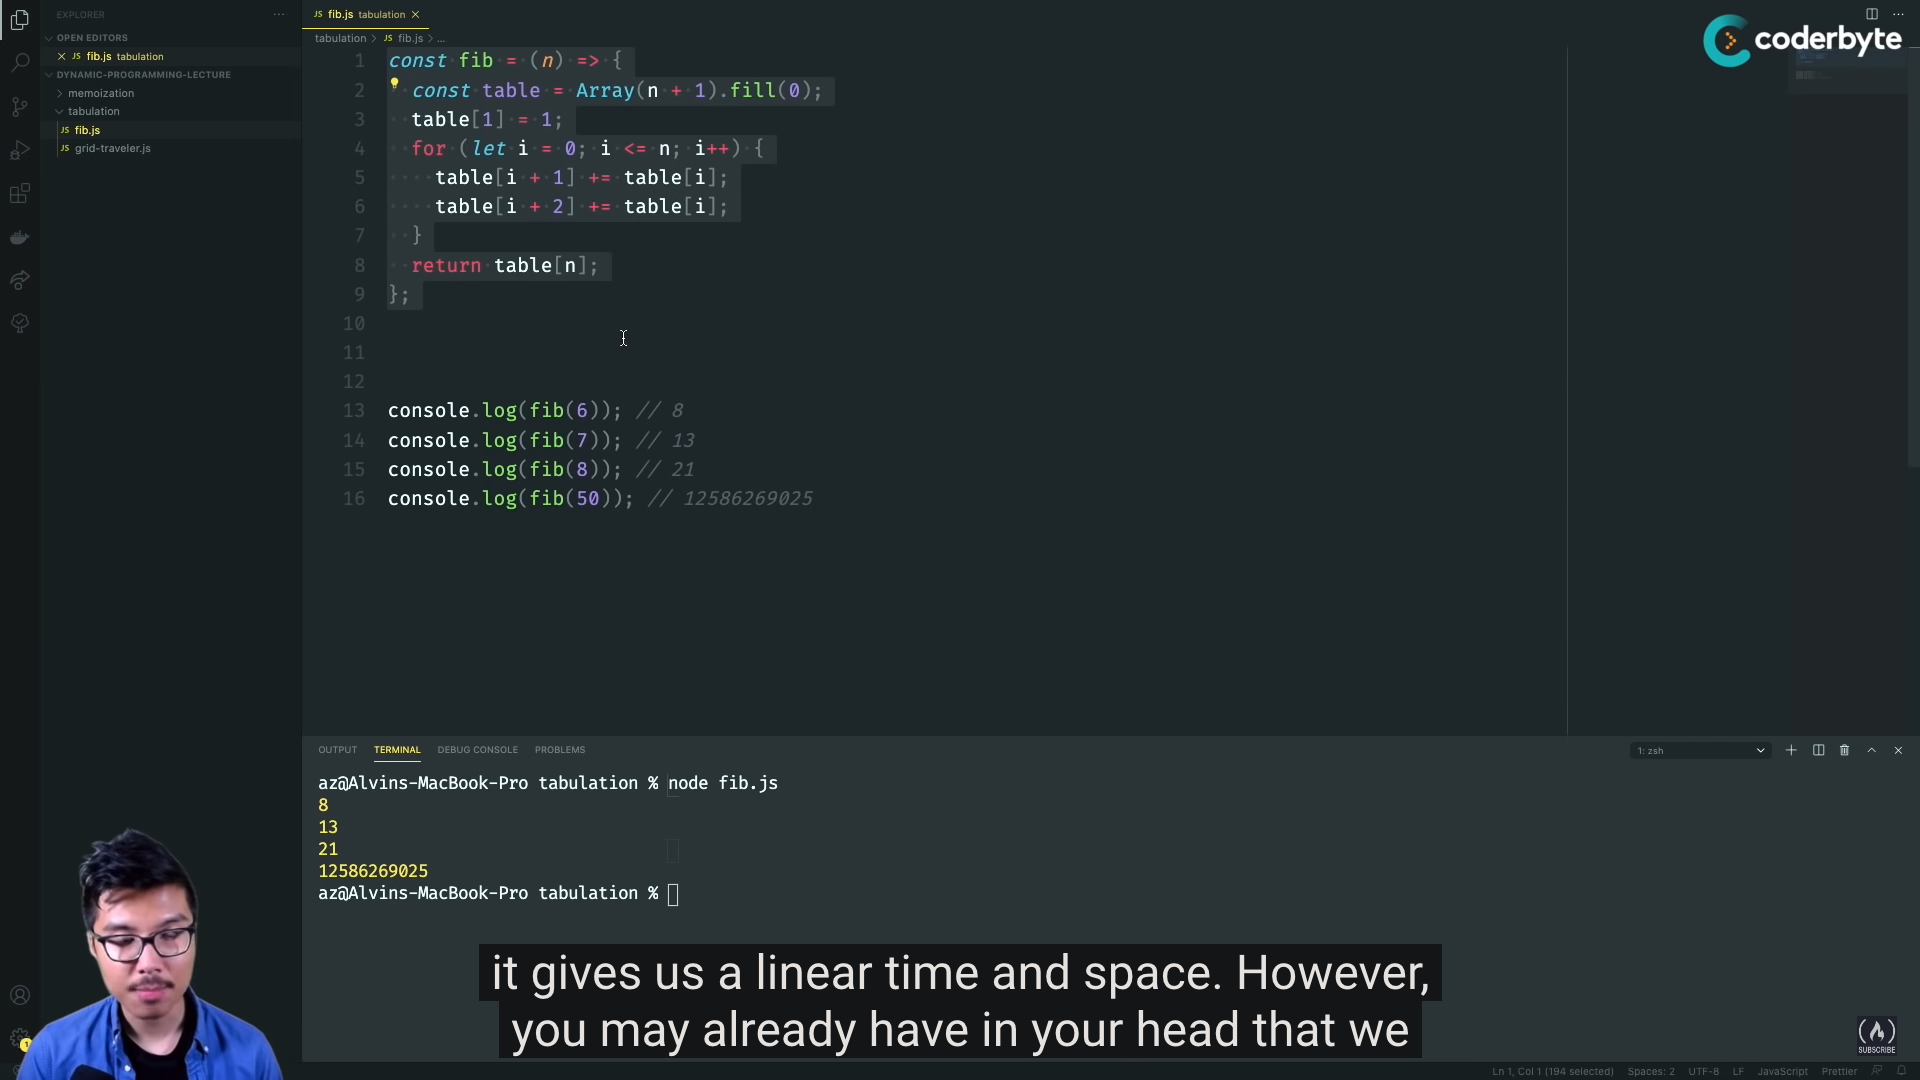 EXPLORER
OPEN EDITORS
JS fib.js tabulation
DYNAMIC-PROGRAMMING-LECTURE
memoization
tabulation
JS fib.js
JS grid-traveler.js
JS fib.js tabulation
tabulation > JS fib.js > ...
coderbyte
1 const fib = (n) => {
2 const table = Array(n + 1).fill(0);
3 table[1] = 1;
4 for (let i = 0; i <= n; i++) {
5 table[i + 1] += table[i];
6 table[i + 2] += table[i];
7 }
8 return table[n];
9 };
10
11
12
13 console.log(fib(6)); // 8
14 console.log(fib(7)); // 13
15 console.log(fib(8)); // 21
16 console.log(fib(50)); // 12586269025
OUTPUT TERMINAL DEBUG CONSOLE PROBLEMS
1: zsh
az@Alvins-MacBook-Pro tabulation % node fib.js
8
13
21
12586269025
az@Alvins-MacBook-Pro tabulation %
it gives us a linear time and space. However,
you may already have in your head that we
1
SUBSCRIBE
Ln 1, Col 1 (194 selected) Spaces: 2 UTF-8 LF JavaScript Prettier